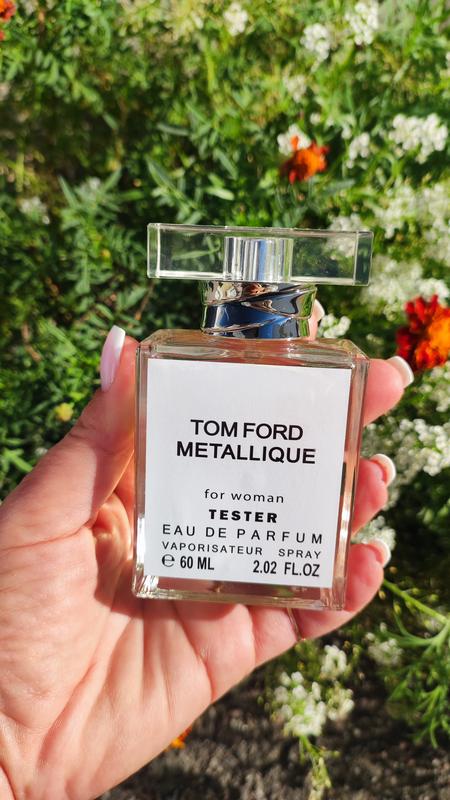 TOM FORD
METALLIQUE
for woman
TESTER
EAU DE PARFUM
VAPORISATEUR SPRAY
℮ 60 ML 2.02 FL.OZ